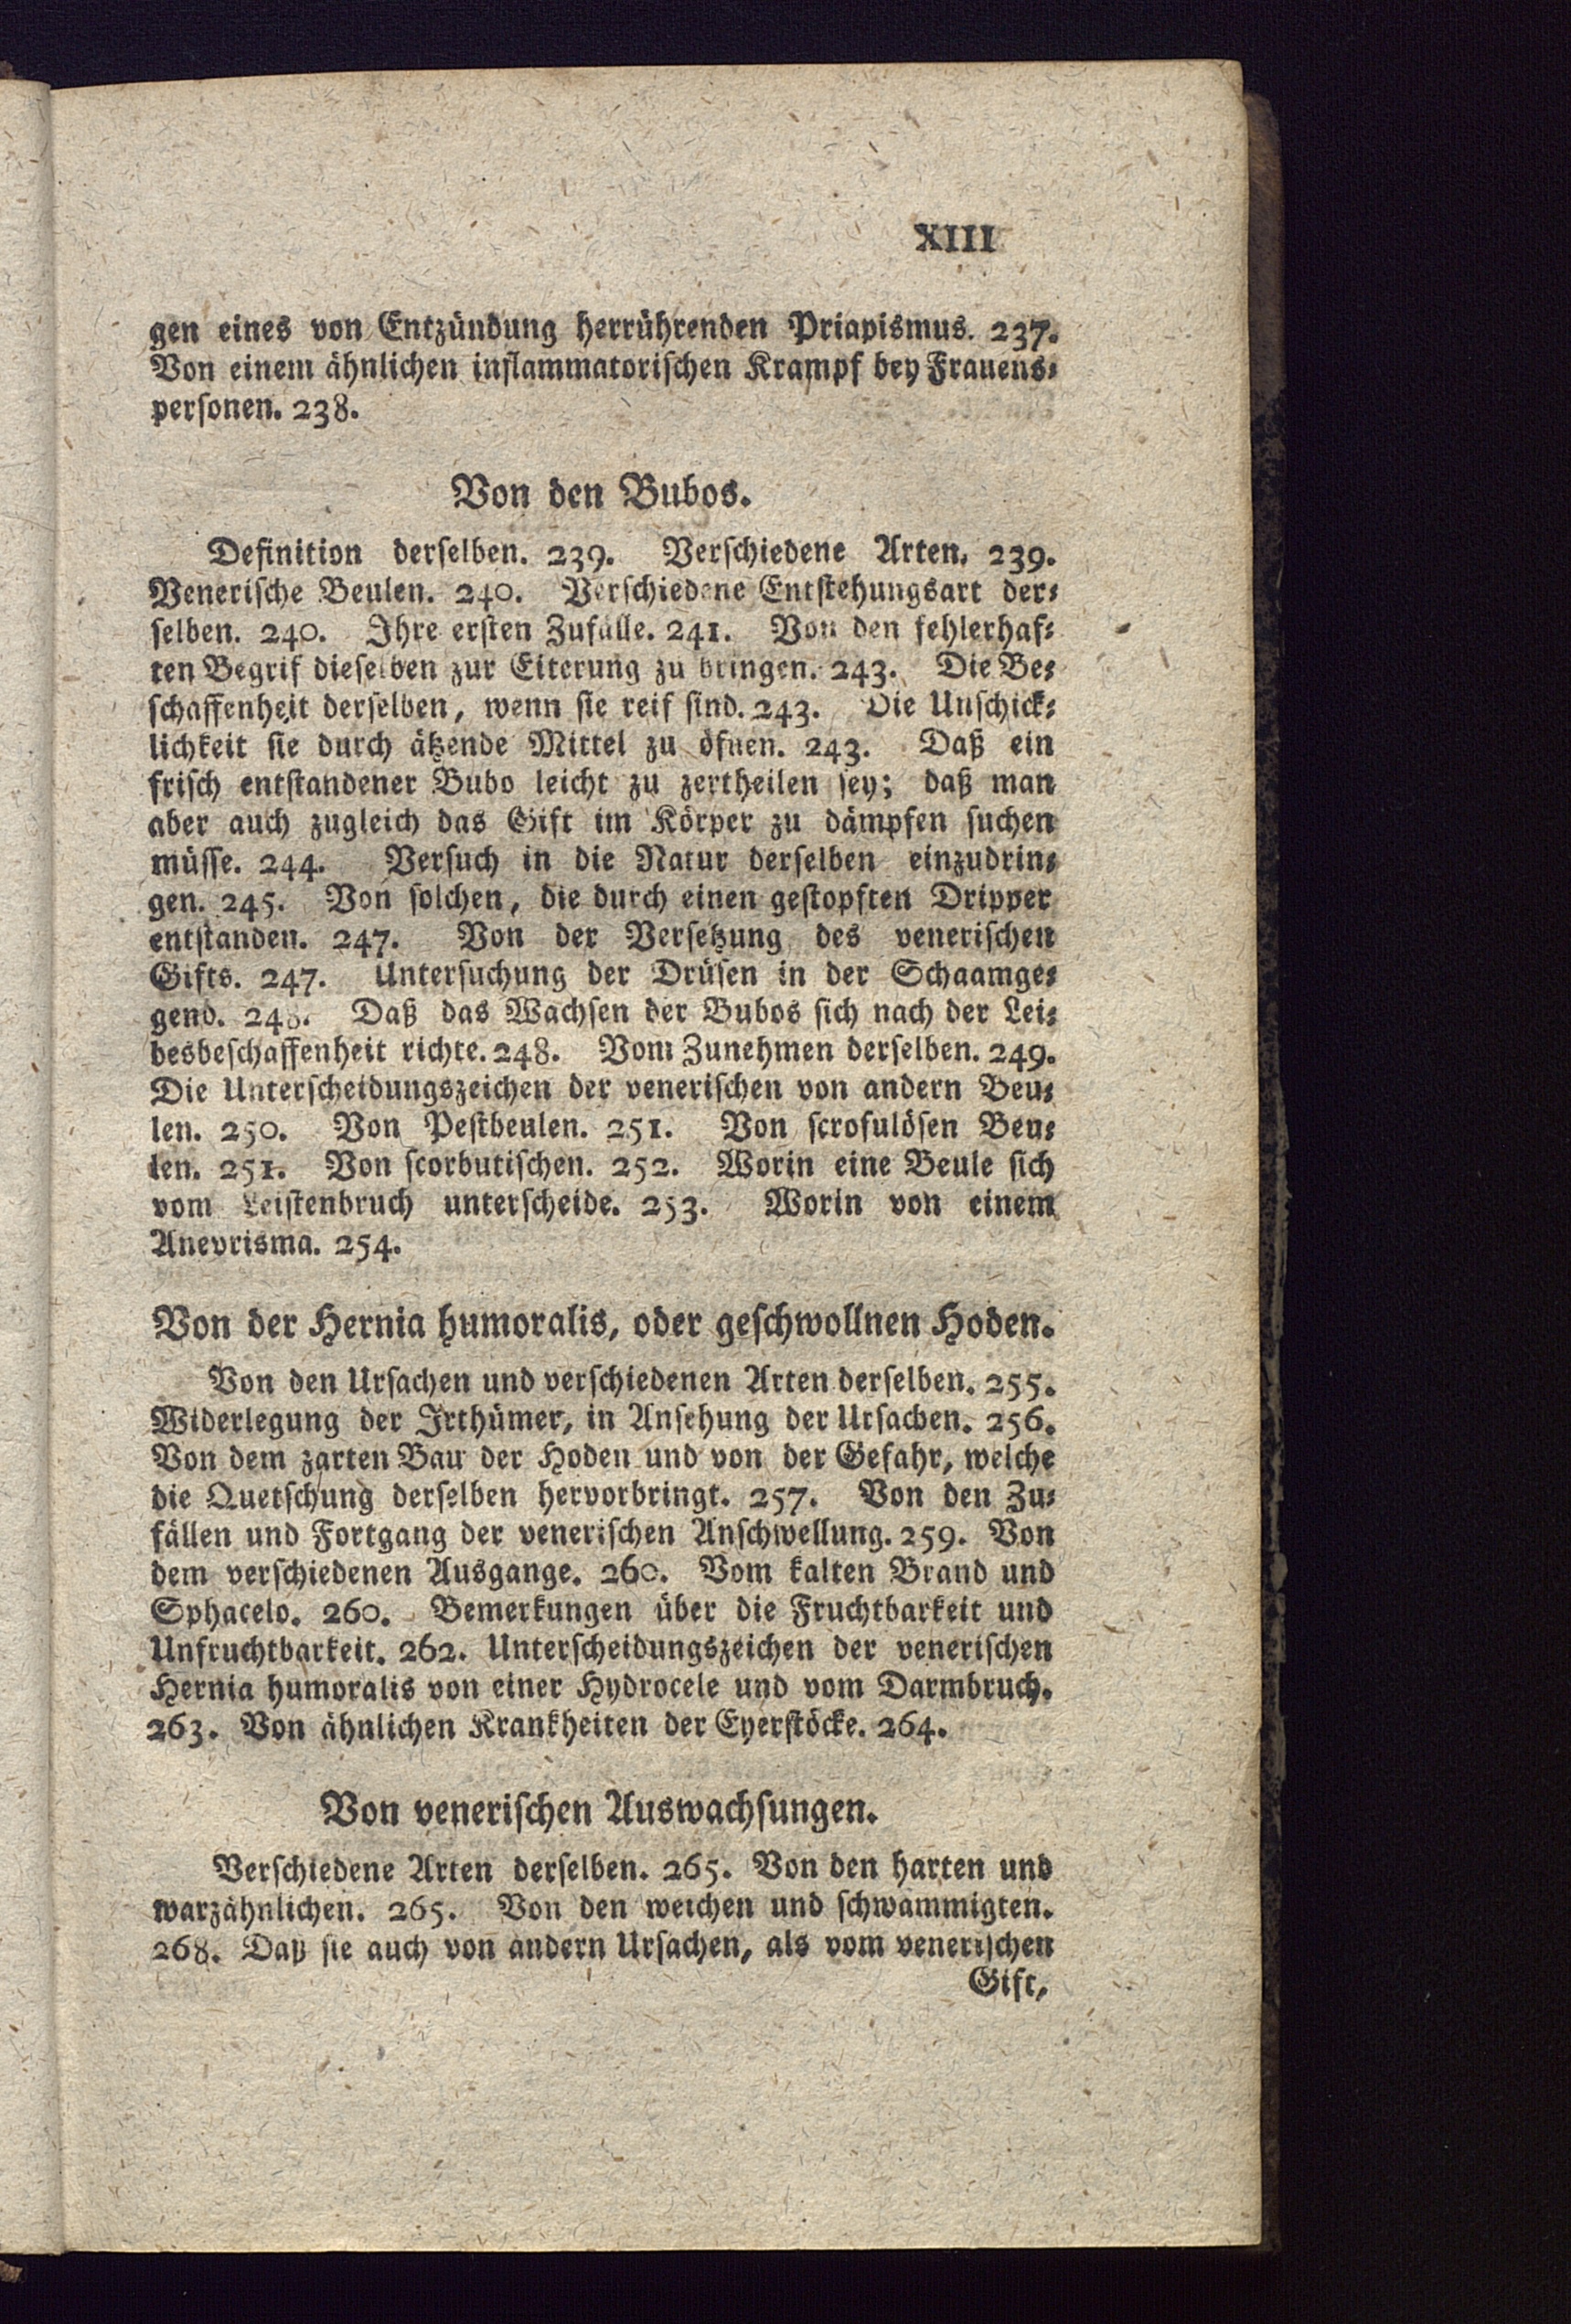 XIII
gen eines von Entzündung herrührenden Priapismus. 237.
Von einem ähnlichen inflammatorischen Krampf bey Frauens-
personen. 238.
Von den Bubos.
Definition derselben. 239. Verschiedene Arten. 239.
Venerische Beulen. 240. Verschiedene Entstehungsart der-
selben. 240. Ihre ersten Zufälle. 241. Von den fehlerhaf-
ten Begrif dieselben zur Eiterung zu bringen. 243. Die Be-
schaffenheit derselben, wenn sie reif sind. 243. Die Unschick-
lichkeit sie durch ätzende Mittel zu öfnen. 243. Daß ein
frisch entstandener Bubo leicht zu zertheilen sey; daß man
aber auch zugleich das Gift im Körper zu dämpfen suchen
müsse. 244. Versuch in die Natur derselben einzudrin-
gen. 245. Von solchen, die durch einen gestopften Dripper
entstanden. 247. Von der Versetzung des venerischen
Gifts. 247. Untersuchung der Drüsen in der Schaamge-
gend. 248. Daß das Wachsen der Bubos sich nach der Lei-
besbeschaffenheit richte. 248. Vom Zunehmen derselben. 249.
Die Unterscheidungszeichen der venerischen von andern Beu-
len. 250. Von Pestbeulen. 251. Von scrofulösen Beu-
len. 251. Von scorbutischen. 252. Worin eine Beule sich
vom Leistenbruch unterscheide. 253. Worin von einem
Anevrisma. 254.
Von der Hernia humoralis, oder geschwollnen Hoden.
Von den Ursachen und verschiedenen Arten derselben. 255.
Widerlegung der Irthümer, in Ansehung der Ursachen. 256.
Von dem zarten Bau der Hoden und von der Gefahr, welche
die Quetschung derselben hervorbringt. 257. Von den Zu-
fällen und Fortgang der venerischen Anschwellung. 259. Von
dem verschiedenen Ausgange. 260. Vom kalten Brand und
Sphacelo. 260. Bemerkungen über die Fruchtbarkeit und
Unfruchtbarkeit. 262. Unterscheidungszeichen der venerischen
Hernia humoralis von einer Hydrocele und vom Darmbruch.
263. Von ähnlichen Krankheiten der Eyerstöcke. 264.
Von venerischen Auswachsungen.
Verschiedene Arten derselben. 265. Von den harten und
warzähnlichen. 265. Von den weichen und schwammigten.
268. Daß sie auch von andern Ursachen, als vom venerischen
Gift,